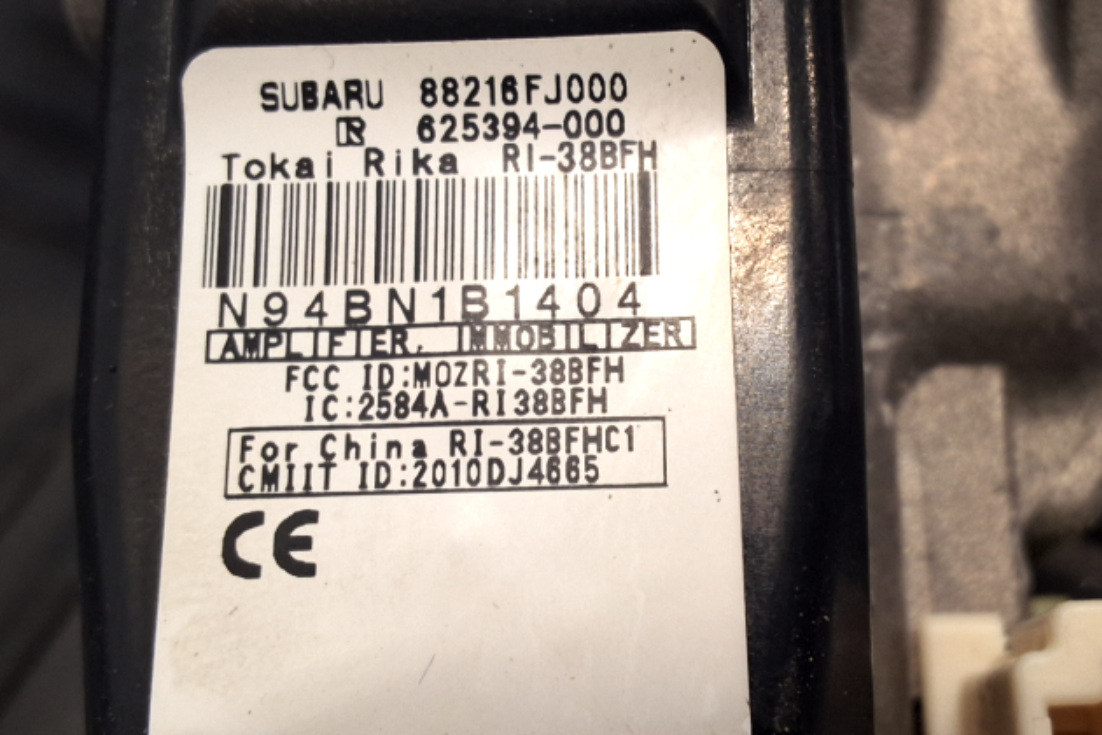 SUBARU 88216FJ000
R 625394-000
Tokai Rika RI-38BFH
N94BN1B1404
AMPLIFIER, IMMOBILIZER
FCC ID:MOZRI-38BFH
IC:2584A-RI38BFH
For China RI-38BFHC1
CMIIT ID:2010DJ4665
CE